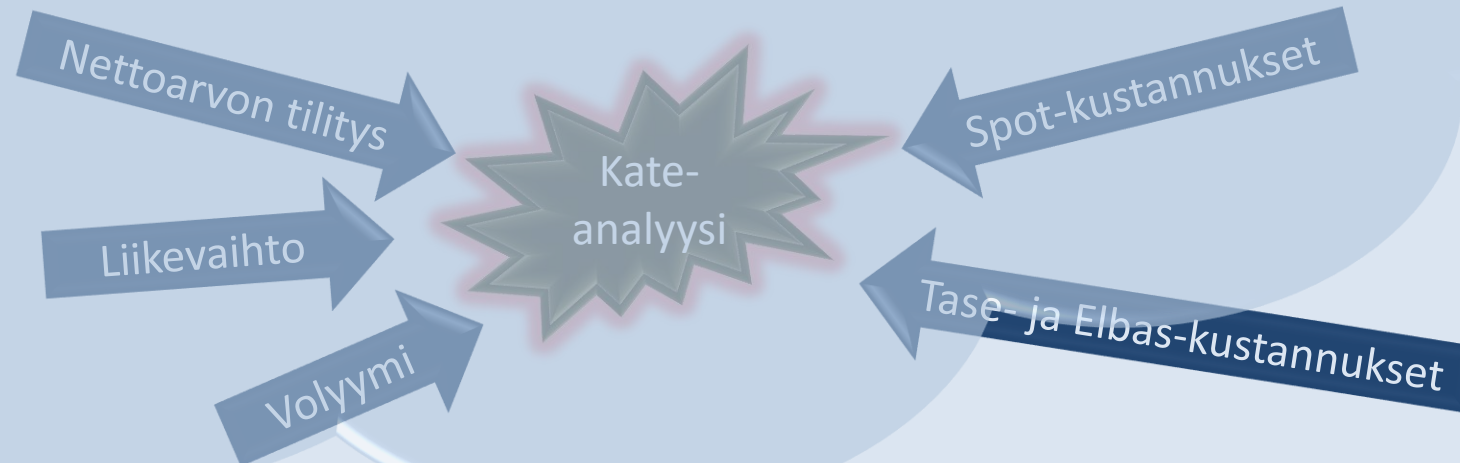 Nettoarvon tilitys
Spot-kustannukset
Kate-
analyysi
Liikevaihto
Tase- ja Elbas-kustannukset
Volyymi